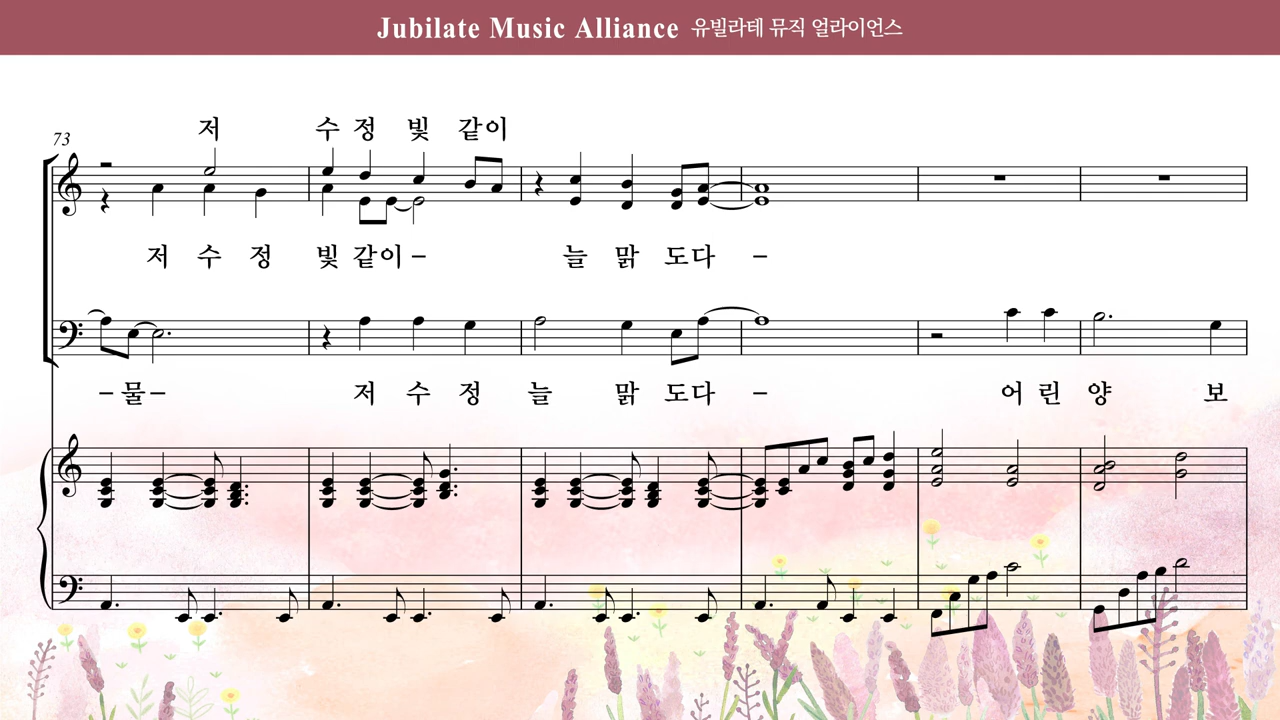 Jubilate Music Alliance 유빌라테 뮤직 얼라이언스
저 수 정 빛 같이
73
저 수 정 빛 같이 – 늘 맑 도다 –
– 물 – 저 수 정 늘 맑 도다 – 어 린 양 보